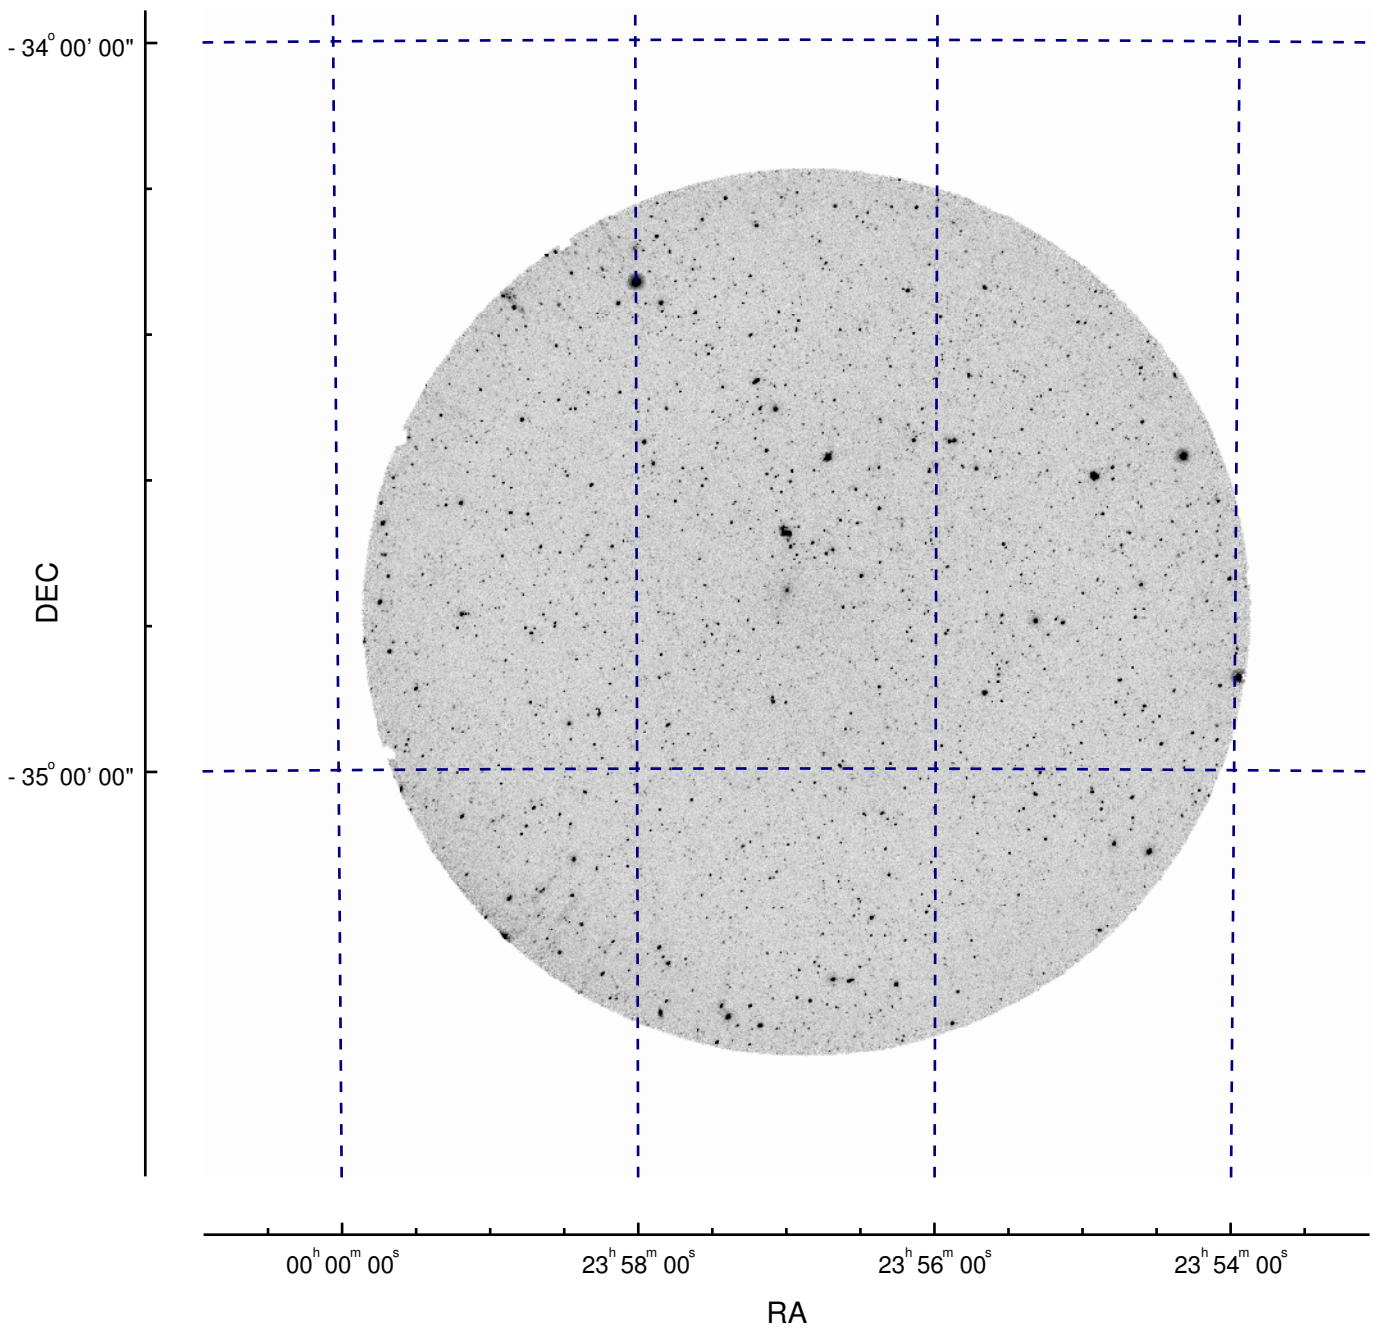 - 34° 00' 00"
DEC
- 35° 00' 00"
00ʰ 00ᵐ 00ˢ 23ʰ 58ᵐ 00ˢ 23ʰ 56ᵐ 00ˢ 23ʰ 54ᵐ 00ˢ
RA